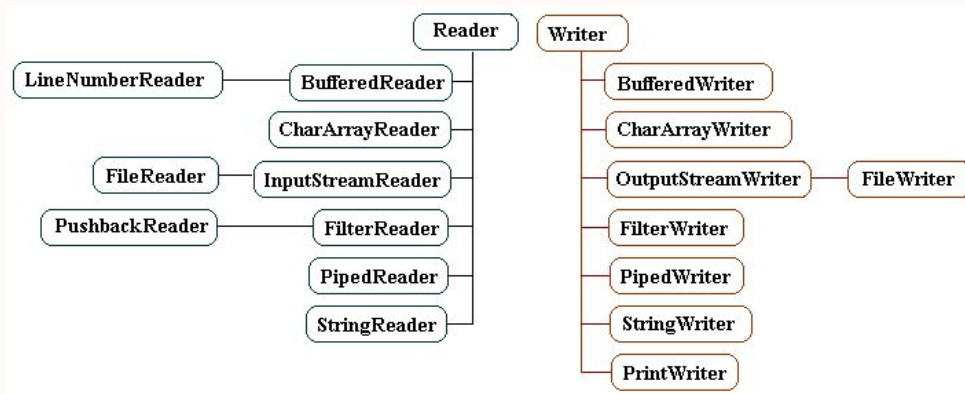 Reader
Writer
LineNumberReader
BufferedReader
BufferedWriter
CharArrayReader
CharArrayWriter
FileReader
InputStreamReader
OutputStreamWriter
FileWriter
PushbackReader
FilterReader
FilterWriter
PipedReader
PipedWriter
StringReader
StringWriter
PrintWriter